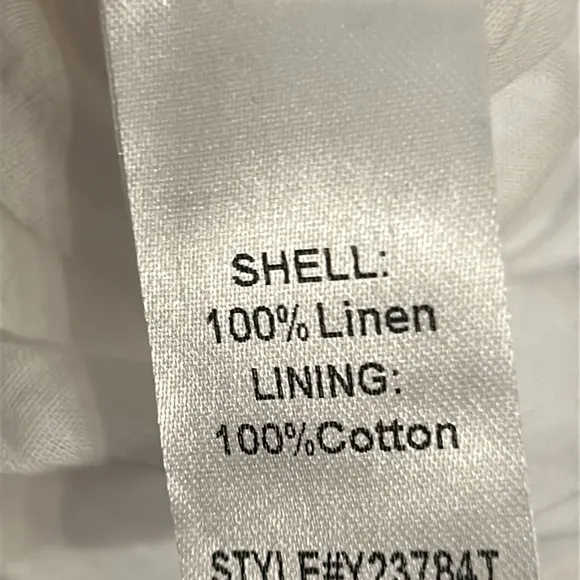 SHELL:
100% Linen
LINING:
100%Cotton
STYLE#Y23784T